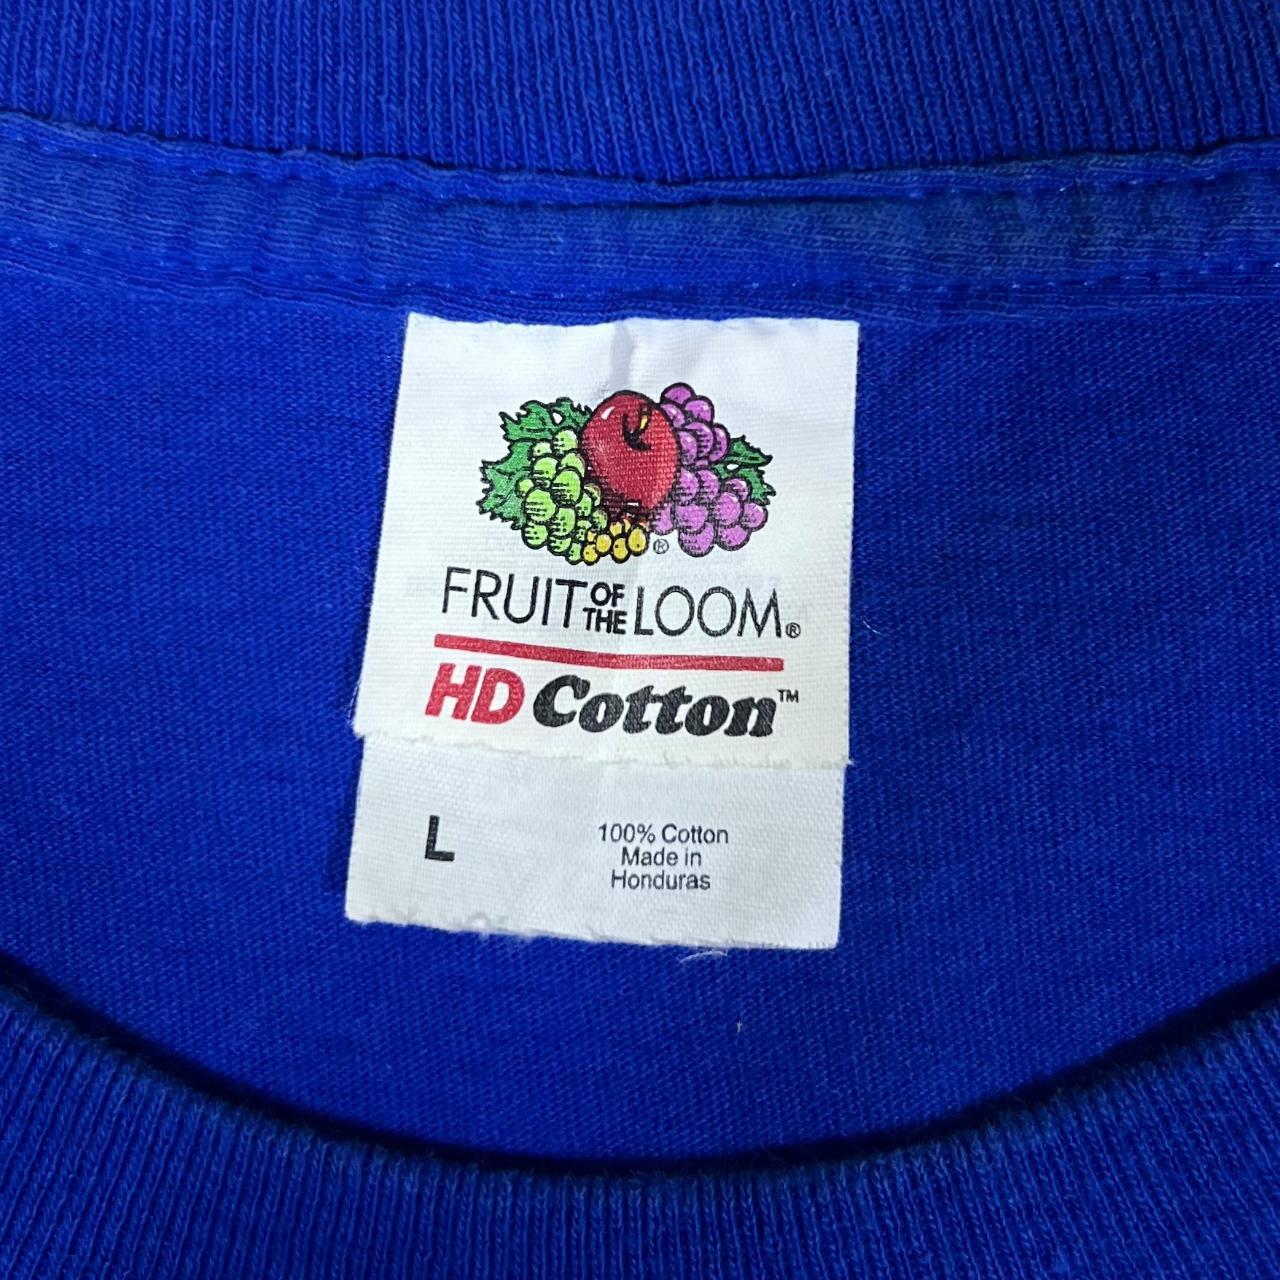 ®
FRUIT OF THE LOOM®
HD Cotton™
L
100% Cotton
Made in
Honduras